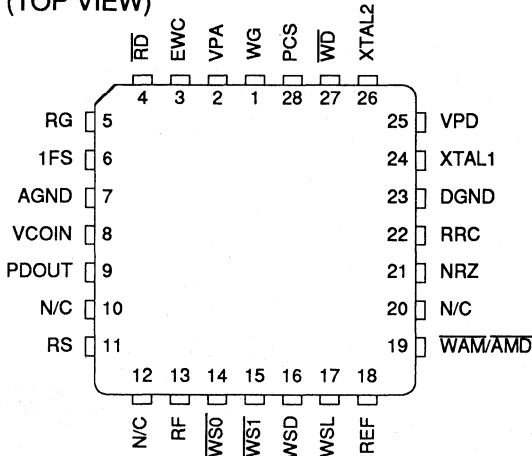 (TOP VIEW)
RD EWC VPA WG PCS WD XTAL2
4 3 2 1 28 27 26
RG 5 25 VPD
1FS 6 24 XTAL1
AGND 7 23 DGND
VCOIN 8 22 RRC
PDOUT 9 21 NRZ
N/C 10 20 N/C
RS 11 19 WAM/AMD
12 13 14 15 16 17 18
N/C RF WS0 WS1 WSD WSL REF